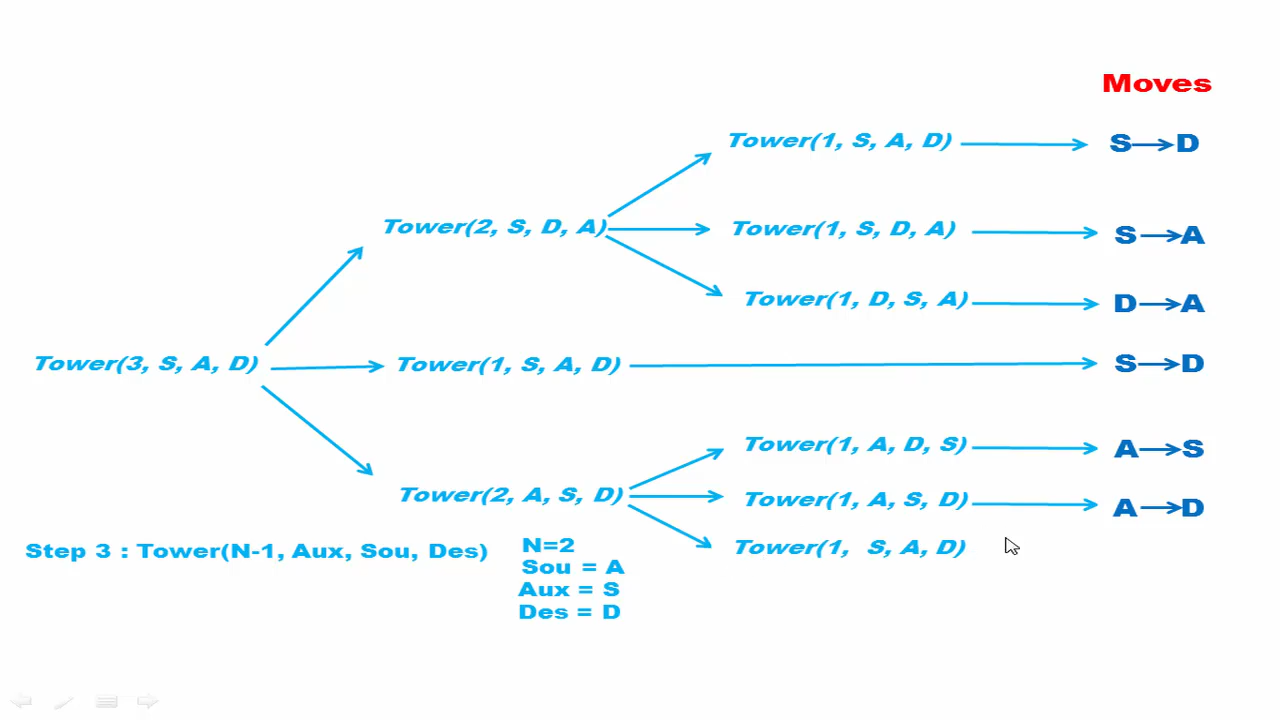 Moves
Tower(1, S, A, D) S D
Tower(2, S, D, A) Tower(1, S, D, A) S A
Tower(1, D, S, A) D A
Tower(3, S, A, D) Tower(1, S, A, D) S D
Tower(1, A, D, S) A S
Tower(2, A, S, D) Tower(1, A, S, D) A D
Tower(1, S, A, D)
Step 3 : Tower(N-1, Aux, Sou, Des)
N=2
Sou = A
Aux = S
Des = D